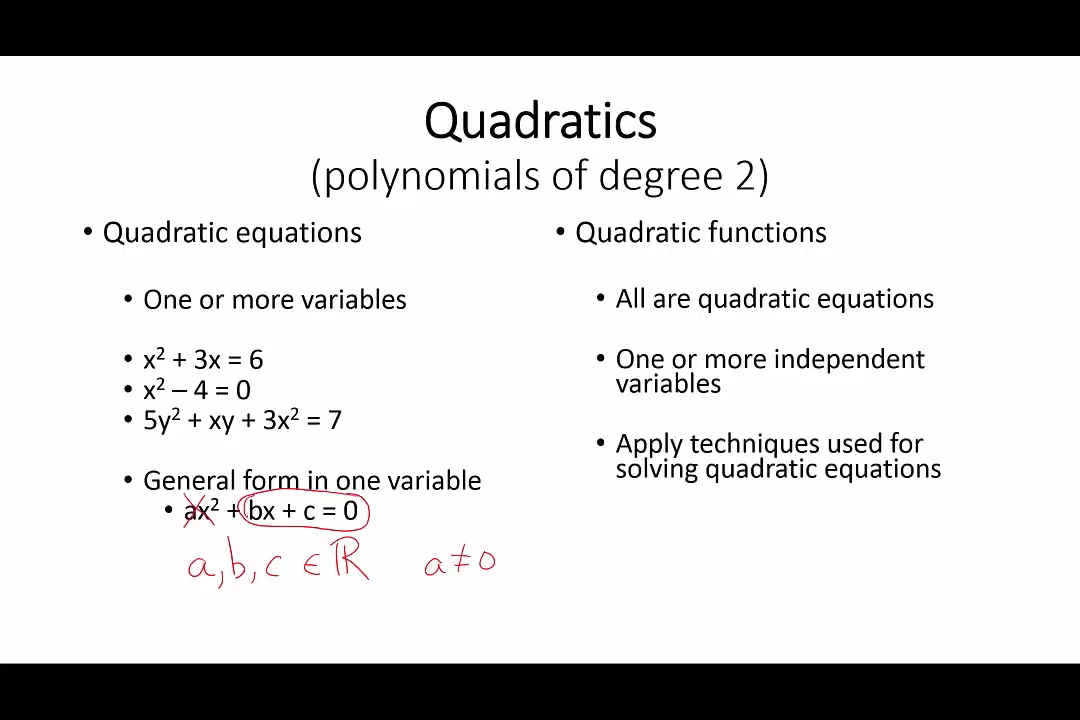 Quadratics
(polynomials of degree 2)
• Quadratic equations
• One or more variables
• x² + 3x = 6
• x² – 4 = 0
• 5y² + xy + 3x² = 7
• General form in one variable
• ax² + bx + c = 0
a, b, c ∈ ℝ a ≠ 0
• Quadratic functions
• All are quadratic equations
• One or more independent
variables
• Apply techniques used for
solving quadratic equations